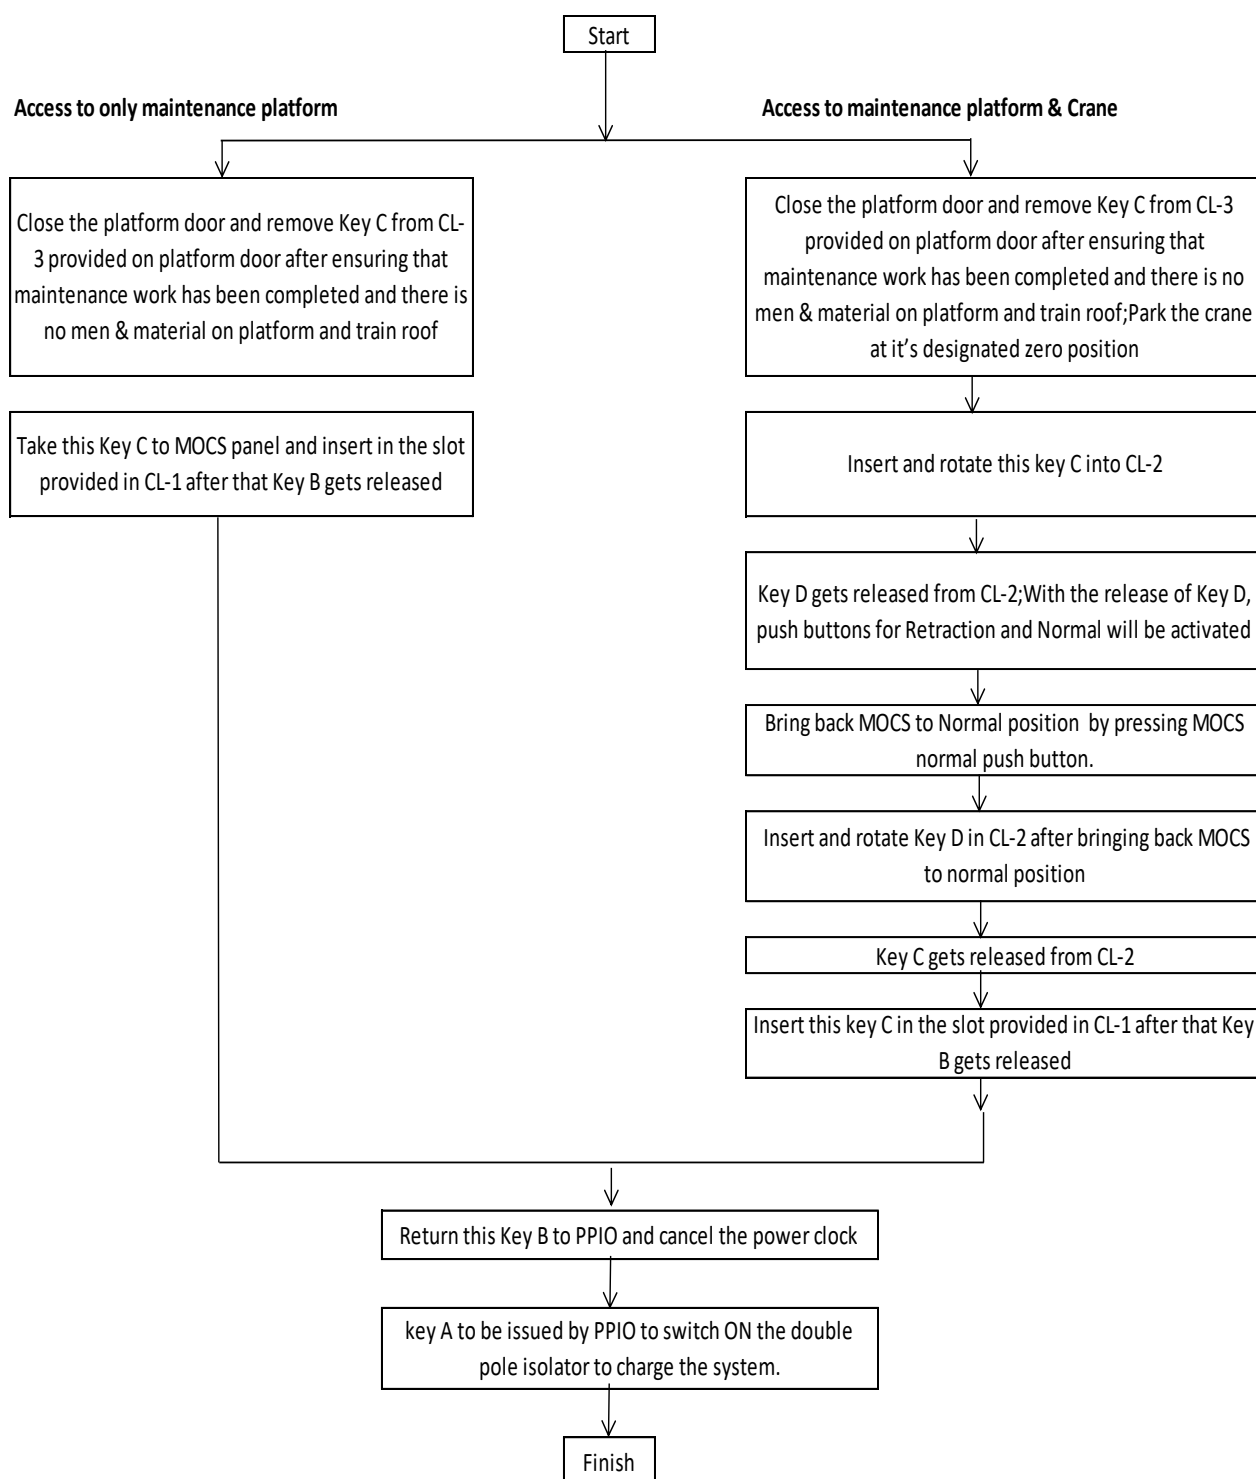 Start
Access to only maintenance platform
Access to maintenance platform & Crane
Close the platform door and remove Key C from CL-
3 provided on platform door after ensuring that
maintenance work has been completed and there is
no men & material on platform and train roof
Take this Key C to MOCS panel and insert in the slot
provided in CL-1 after that Key B gets released
Close the platform door and remove Key C from CL-3
provided on platform door after ensuring that
maintenance work has been completed and there is no
men & material on platform and train roof;Park the crane
at it's designated zero position
Insert and rotate this key C into CL-2
Key D gets released from CL-2;With the release of Key D,
push buttons for Retraction and Normal will be activated
Bring back MOCS to Normal position by pressing MOCS
normal push button.
Insert and rotate Key D in CL-2 after bringing back MOCS
to normal position
Key C gets released from CL-2
Insert this key C in the slot provided in CL-1 after that Key
B gets released
Return this Key B to PPIO and cancel the power clock
key A to be issued by PPIO to switch ON the double
pole isolator to charge the system.
Finish